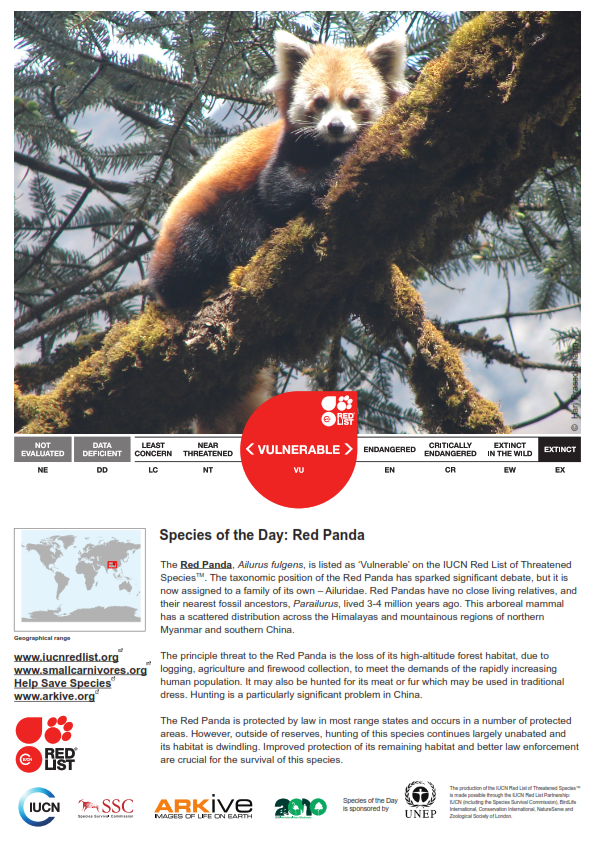 ©
RED
LIST
NOT
EVALUATED
DATA
DEFICIENT
LEAST
CONCERN
NEAR
THREATENED
< VULNERABLE >
ENDANGERED
CRITICALLY
ENDANGERED
EXTINCT
IN THE WILD
EXTINCT
NE
DD
LC
NT
VU
EN
CR
EW
EX
Species of the Day: Red Panda
The Red Panda, Ailurus fulgens, is listed as ‘Vulnerable’ on the IUCN Red List of Threatened
Species™. The taxonomic position of the Red Panda has sparked significant debate, but it is
now assigned to a family of its own – Ailuridae. Red Pandas have no close living relatives, and
their nearest fossil ancestors, Parailurus, lived 3-4 million years ago. This arboreal mammal
has a scattered distribution across the Himalayas and mountainous regions of northern
Myanmar and southern China.
The principle threat to the Red Panda is the loss of its high-altitude forest habitat, due to
logging, agriculture and firewood collection, to meet the demands of the rapidly increasing
human population. It may also be hunted for its meat or fur which may be used in traditional
dress. Hunting is a particularly significant problem in China.
The Red Panda is protected by law in most range states and occurs in a number of protected
areas. However, outside of reserves, hunting of this species continues largely unabated and
its habitat is dwindling. Improved protection of its remaining habitat and better law enforcement
are crucial for the survival of this species.
Geographical range
www.iucnredlist.org
www.smallcarnivores.org
Help Save Species
www.arkive.org
IUCN
RED
LIST
IUCN
SSC
Species Survival Commission
ARKive
IMAGES OF LIFE ON EARTH
2010
Species of the Day
is sponsored by
UNEP
The production of the IUCN Red List of Threatened Species™
is made possible through the IUCN Red List Partnership:
IUCN (including the Species Survival Commission), BirdLife
International, Conservation International, NatureServe and
Zoological Society of London.